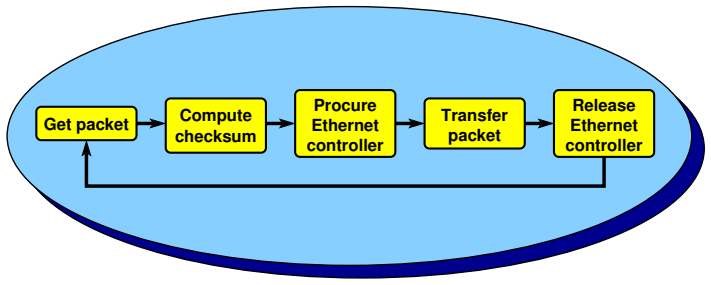 Get packet
Compute
checksum
Procure
Ethernet
controller
Transfer
packet
Release
Ethernet
controller